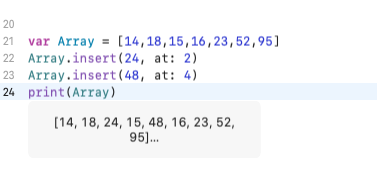 20
21 var Array = [14,18,15,16,23,52,95]
22 Array.insert(24, at: 2)
23 Array.insert(48, at: 4)
24 print(Array)
[14, 18, 24, 15, 48, 16, 23, 52,
95]...